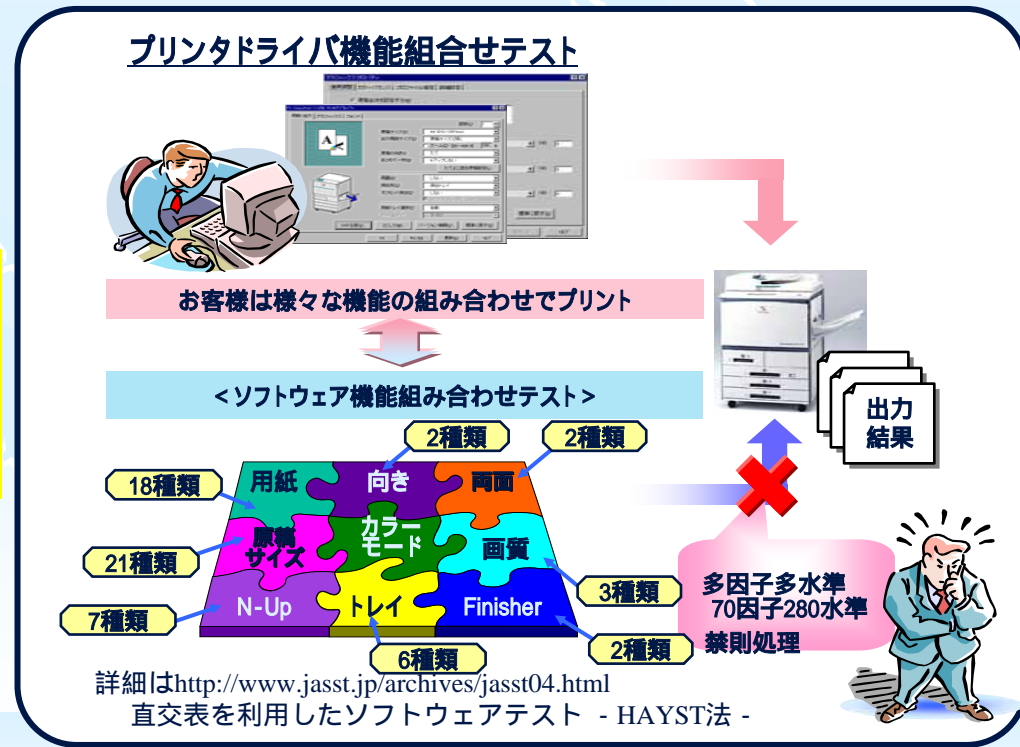 プリンタドライバ機能組合せテスト
お客様は様々な機能の組み合わせでプリント
<ソフトウェア機能組み合わせテスト>
出力
結果
2種類
2種類
18種類
21種類
7種類
6種類
3種類
2種類
用紙
向き
両面
原稿
サイズ
カラー
モード
画質
N-Up
トレイ
Finisher
多因子多水準
70因子280水準
禁則処理
詳細はhttp://www.jasst.jp/archives/jasst04.html
直交表を利用したソフトウェアテスト - HAYST法 -